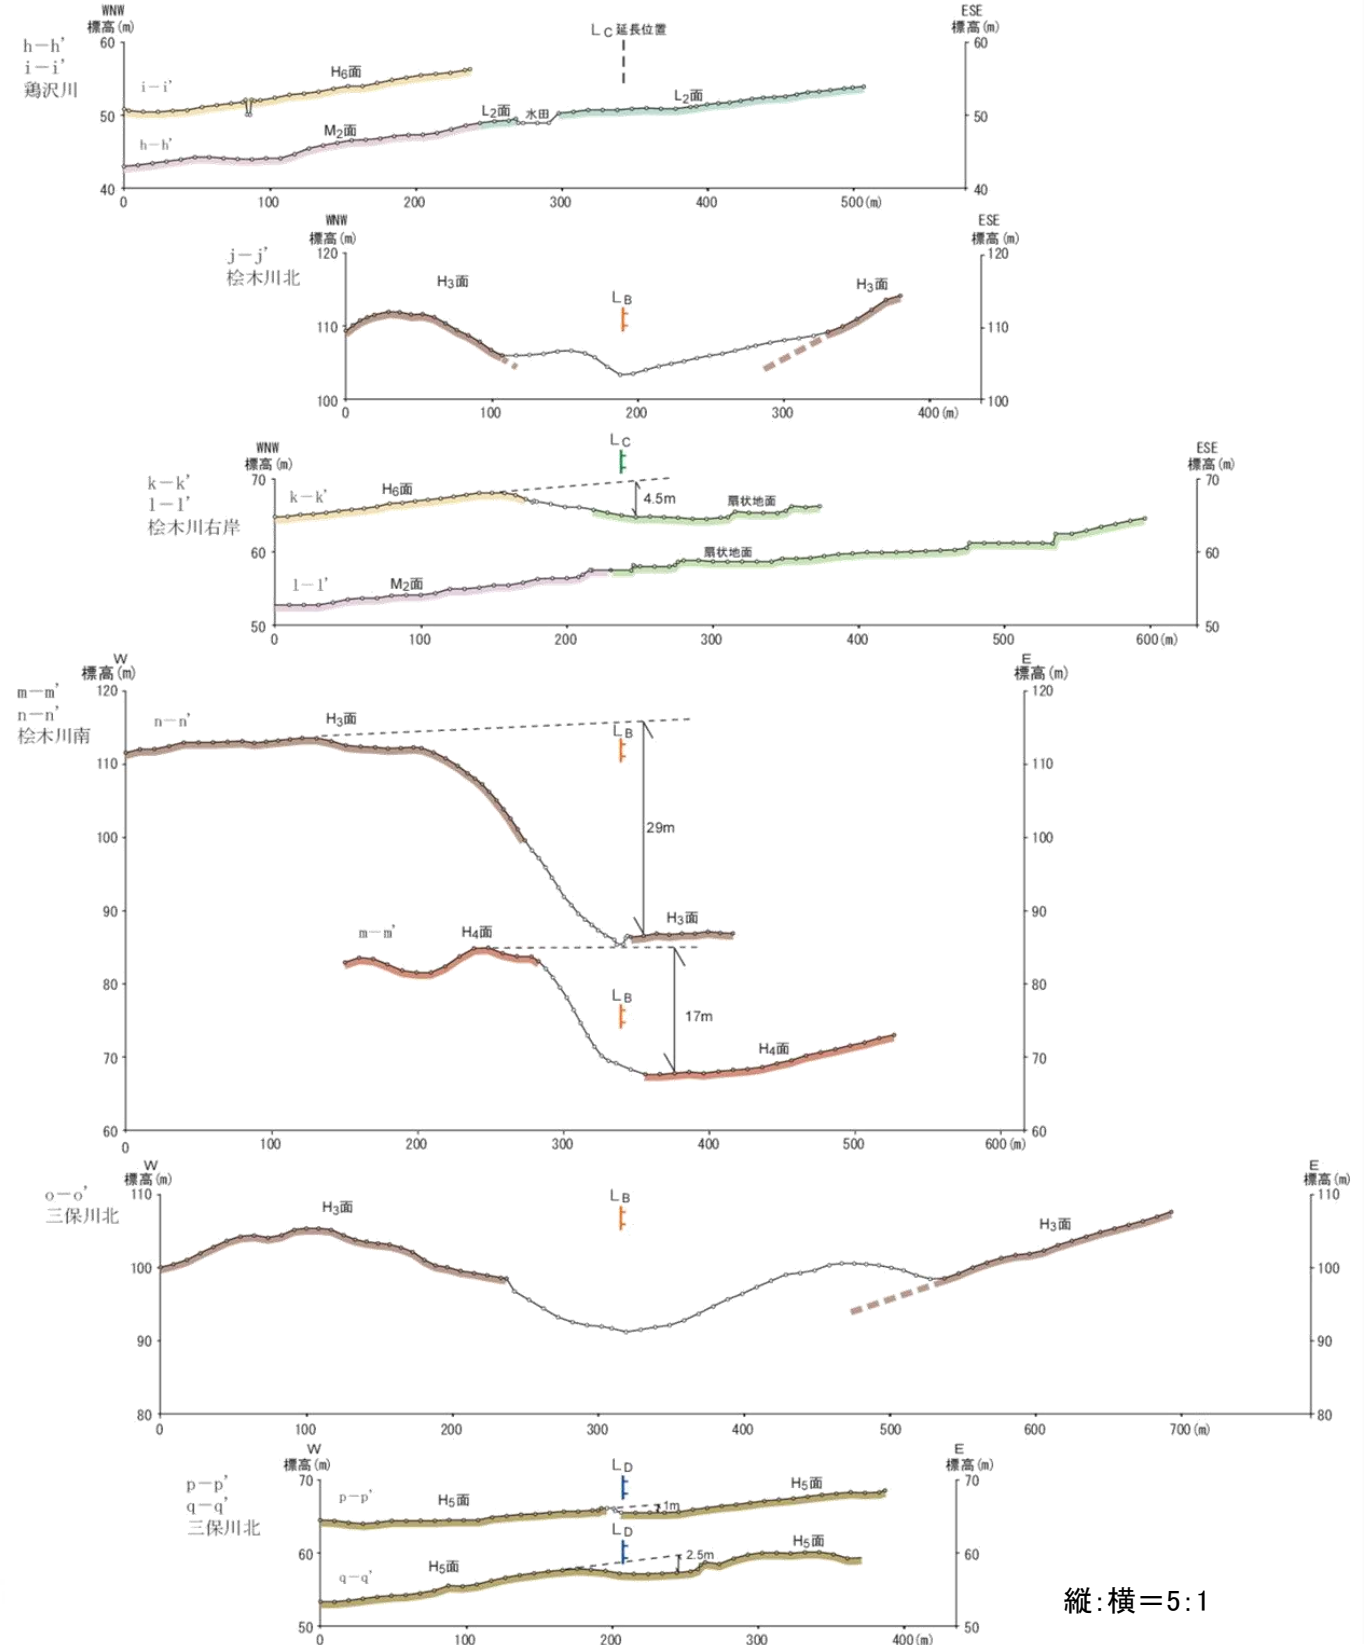 WNW
標高(m)
ESE
標高(m)
h－h’
i－i’
鶏沢川
LC 延長位置
60
60
i－i’
H6面
50
50
L2面
水田
L2面
M2面
h－h’
40
40
0
100
200
300
400
500(m)
WNW
標高(m)
ESE
標高(m)
j－j’
桧木川北
120
120
H3面
H3面
LB
110
110
100
100
0
100
200
300
400(m)
LC
WNW
標高(m)
ESE
標高(m)
k－k’
l－l’
桧木川右岸
70
70
k－k’
H6面
4.5m
扇状地面
60
60
扇状地面
l－l’
M2面
50
50
0
100
200
300
400
500
600(m)
W
標高(m)
E
標高(m)
m－m’
n－n’
桧木川南
120
120
n－n’
H3面
LB
110
110
29m
100
100
90
90
H3面
m－m’
H4面
80
80
LB
17m
H4面
70
70
60
60
0
100
200
300
400
500
600(m)
W
標高(m)
E
標高(m)
o－o’
三保川北
110
110
H3面
LB
H3面
100
100
90
90
80
80
0
100
200
300
400
500
600
700(m)
W
標高(m)
E
標高(m)
p－p’
q－q’
三保川北
70
70
LD
p－p’
H5面
1m
H5面
60
60
LD
2.5m
H5面
H5面
q－q’
50
50
0
100
200
300
400(m)
縦:横＝5:1